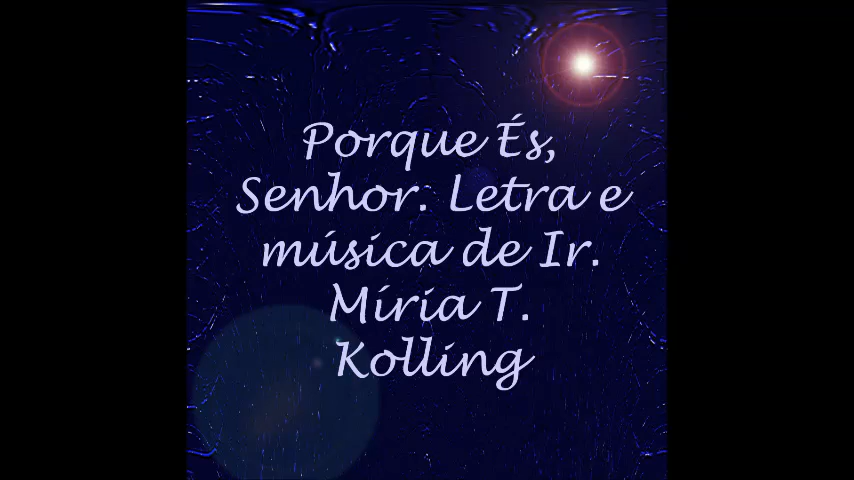 Porque És,
Senhor. Letra e
música de Ir.
Míria T.
Kolling